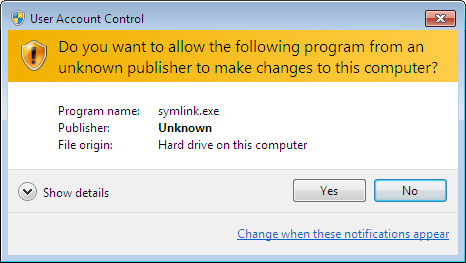 User Account Control
Do you want to allow the following program from an
unknown publisher to make changes to this computer?
Program name: symlink.exe
Publisher: Unknown
File origin: Hard drive on this computer
Show details
Yes
No
Change when these notifications appear